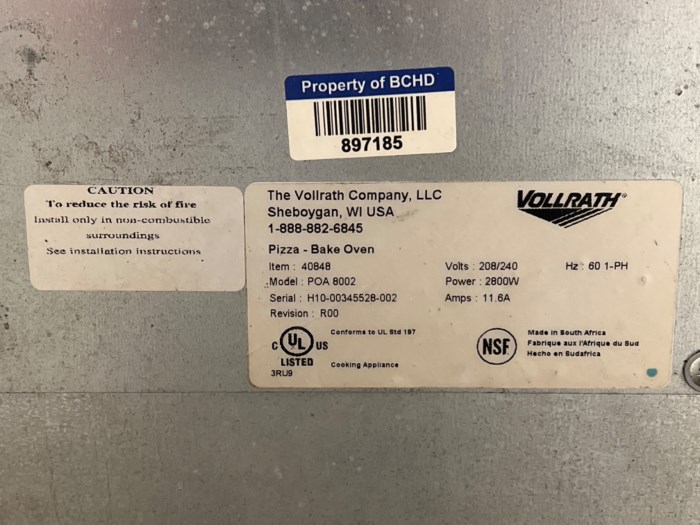 Property of BCHD
897185
CAUTION
To reduce the risk of fire
Install only in non-combustible
surroundings
See installation instructions
The Vollrath Company, LLC
Sheboygan, WI USA
1-888-882-6845
VOLLRATH®
Pizza - Bake Oven
Item : 40848
Model : POA 8002
Serial : H10-00345528-002
Revision : R00
Volts : 208/240
Hz : 60 1-PH
Power : 2800W
Amps : 11.6A
C UL US
LISTED
3RU9
Conforms to UL Std 197
Cooking Appliance
NSF
Made in South Africa
Fabrique aux l'Afrique du Sud
Hecho en Sudafrica